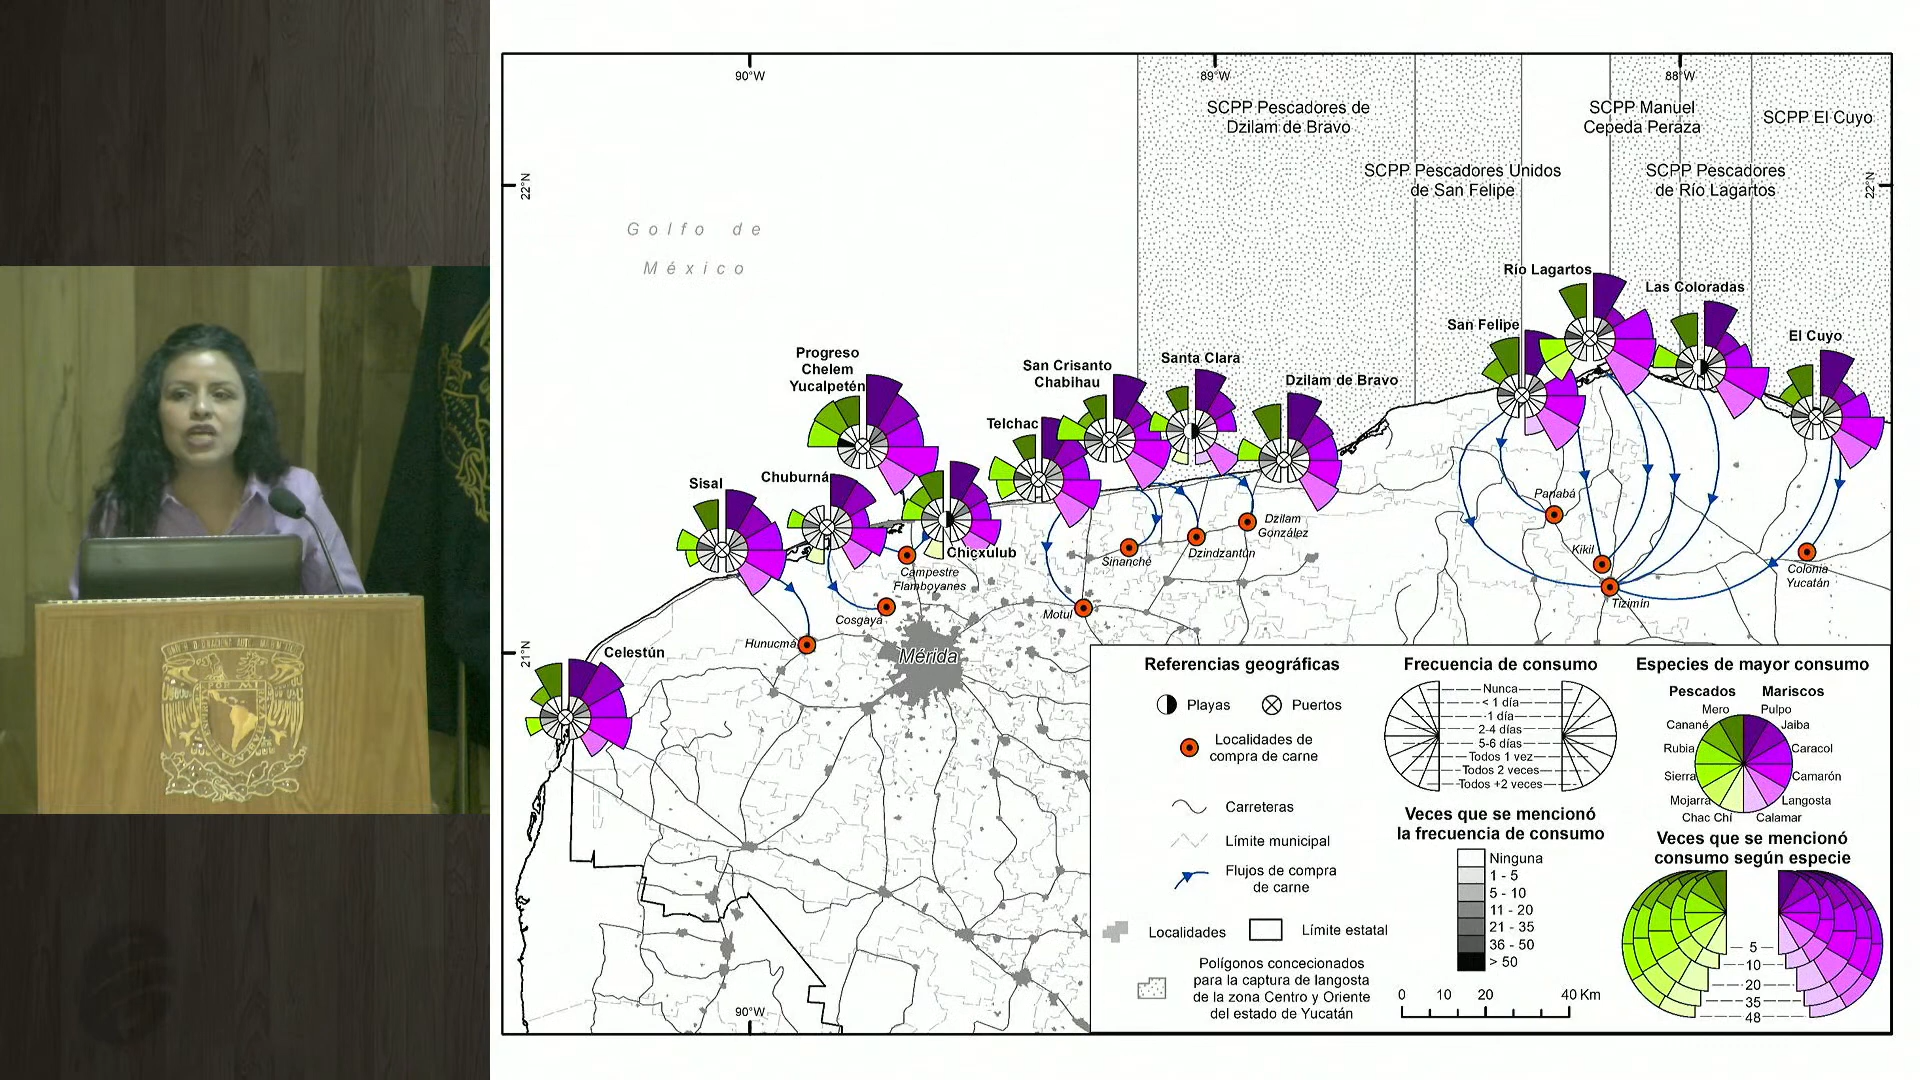 90°W
89°W
88°W
SCPP Pescadores de
Dzilam de Bravo
SCPP Manuel
Cepeda Peraza
SCPP El Cuyo
SCPP Pescadores Unidos
de San Felipe
SCPP Pescadores
de Río Lagartos
22°N
22°N
Golfo de
México
Río Lagartos
Las Coloradas
San Felipe
El Cuyo
Progreso
Chelem
Yucalpetén
San Crisanto
Chabihau
Santa Clara
Dzilam de Bravo
Telchac
Sisal
Chuburná
Chicxulub
Celestún
Panabá
Dzilam
González
Dzindzantún
Sinanché
Kikil
Colonia
Yucatán
Tizimín
Campestre
Flamboyanes
Cosgaya
Motul
Hunucmá
Mérida
21°N
90°W
Referencias geográficas
Playas
Puertos
Localidades de
compra de carne
Carreteras
Límite municipal
Flujos de compra
de carne
Localidades
Límite estatal
Polígonos concecionados
para la captura de langosta
de la zona Centro y Oriente
del estado de Yucatán
Frecuencia de consumo
Nunca
< 1 día
1 día
2-4 días
5-6 días
Todos 1 vez
Todos 2 veces
Todos +2 veces
Veces que se mencionó
la frecuencia de consumo
Ninguna
1 - 5
5 - 10
11 - 20
21 - 35
36 - 50
> 50
0 10 20 40 Km
Especies de mayor consumo
Pescados Mariscos
Mero Pulpo
Canané Jaiba
Rubia Caracol
Sierra Camarón
Mojarra Langosta
Chac Chí Calamar
Veces que se mencionó
consumo según especie
5
10
20
35
48